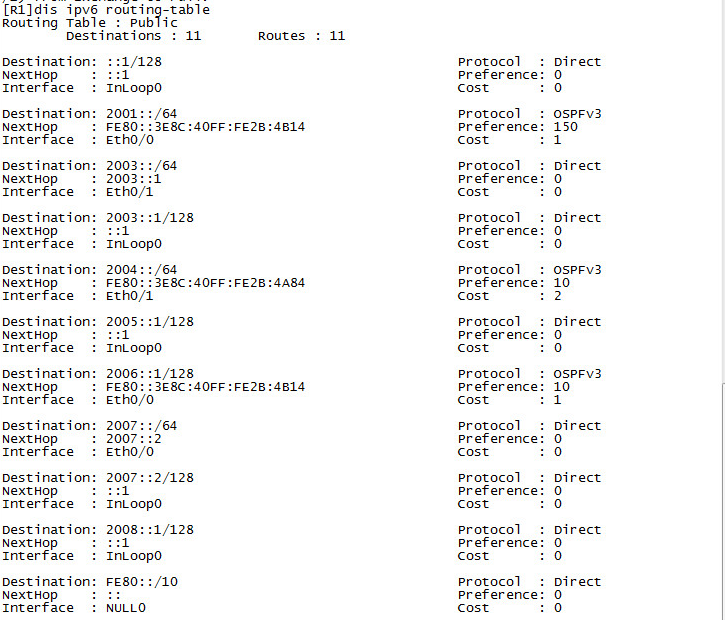 [R1]dis ipv6 routing-table
Routing Table : Public
Destinations : 11 Routes : 11
Destination: ::1/128 Protocol : Direct
NextHop : ::1 Preference: 0
Interface : InLoop0 Cost : 0
Destination: 2001::/64 Protocol : OSPFv3
NextHop : FE80::3E8C:40FF:FE2B:4B14 Preference: 150
Interface : Eth0/0 Cost : 1
Destination: 2003::/64 Protocol : Direct
NextHop : 2003::1 Preference: 0
Interface : Eth0/1 Cost : 0
Destination: 2003::1/128 Protocol : Direct
NextHop : ::1 Preference: 0
Interface : InLoop0 Cost : 0
Destination: 2004::/64 Protocol : OSPFv3
NextHop : FE80::3E8C:40FF:FE2B:4A84 Preference: 10
Interface : Eth0/1 Cost : 2
Destination: 2005::1/128 Protocol : Direct
NextHop : ::1 Preference: 0
Interface : InLoop0 Cost : 0
Destination: 2006::1/128 Protocol : OSPFv3
NextHop : FE80::3E8C:40FF:FE2B:4B14 Preference: 10
Interface : Eth0/0 Cost : 1
Destination: 2007::/64 Protocol : Direct
NextHop : 2007::2 Preference: 0
Interface : Eth0/0 Cost : 0
Destination: 2007::2/128 Protocol : Direct
NextHop : ::1 Preference: 0
Interface : InLoop0 Cost : 0
Destination: 2008::1/128 Protocol : Direct
NextHop : ::1 Preference: 0
Interface : InLoop0 Cost : 0
Destination: FE80::/10 Protocol : Direct
NextHop : :: Preference: 0
Interface : NULL0 Cost : 0